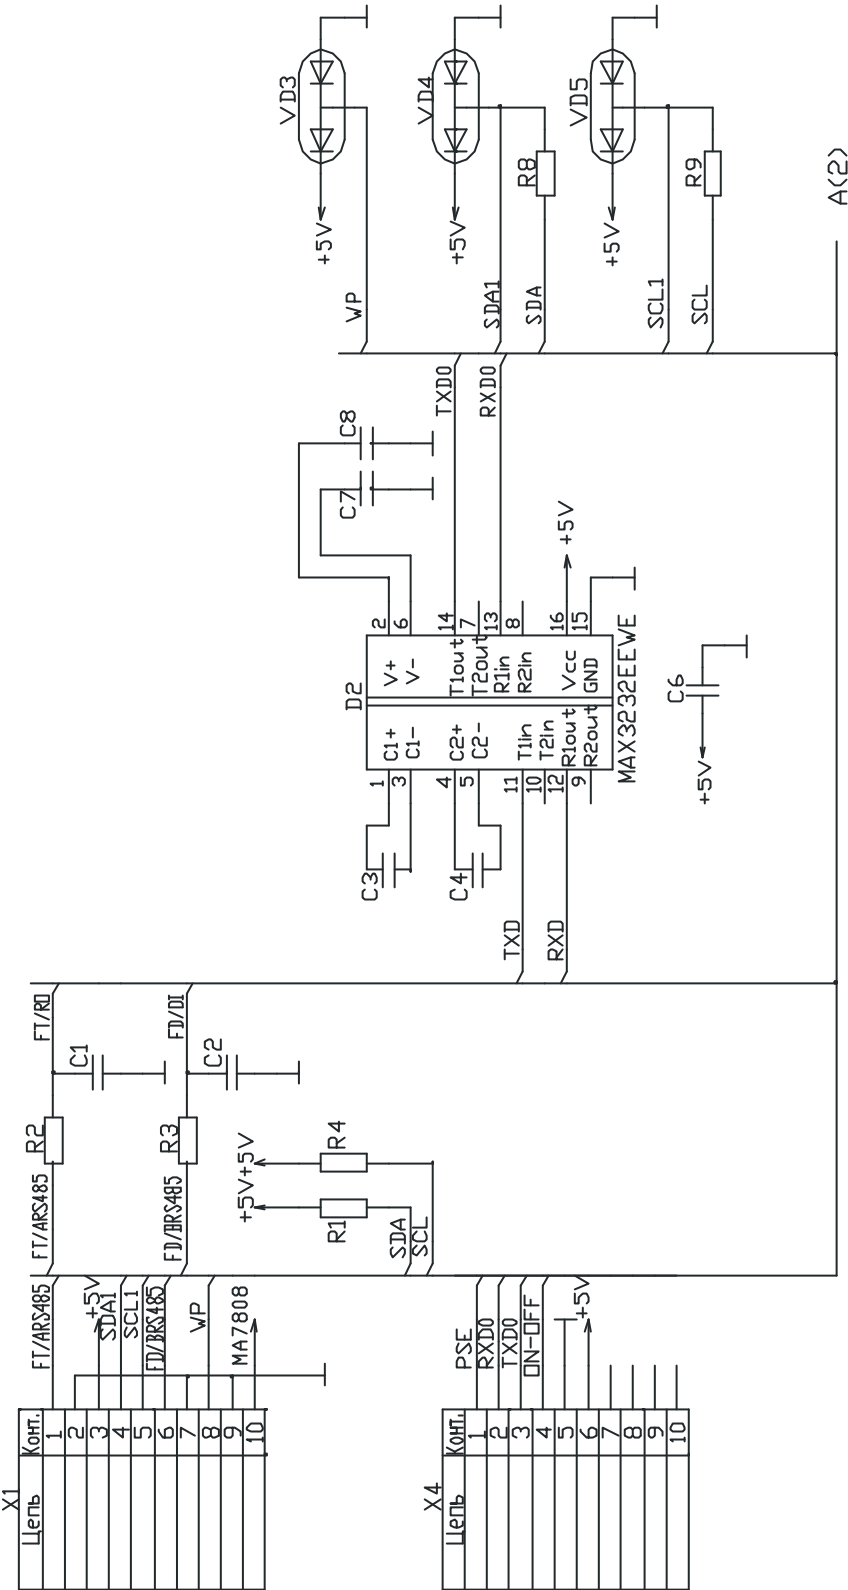 X1
Цепь Конт.
1
2
3
4
5
6
7
8
9
10
FT/ARS485
+5V
SDA1
SCL1
FD/BRS485
WP
MA7808
X4
Цепь Конт.
1
2
3
4
5
6
7
8
9
10
PSE
RXD0
TXD0
ON-OFF
+5V
FT/ARS485
R2
C1
FT/RO
FD/BRS485
R3
C2
FD/DI
+5V
+5V
R1
R4
SDA
SCL
TXD
RXD
C3
C4
D2
1 C1+
3 C1-
4 C2+
5 C2-
11 T1in
10 T2in
12 R1out
9 R2out
V+ 2
V- 6
T1out 14
T2out 7
R1in 13
R2in 8
Vcc 16
GND 15
MAX3232EEWE
+5V
C7
C8
+5V
C6
TXD0
RXD0
WP
SDA1
SDA
SCL1
SCL
+5V
VD3
+5V
VD4
R8
+5V
VD5
R9
A(2)